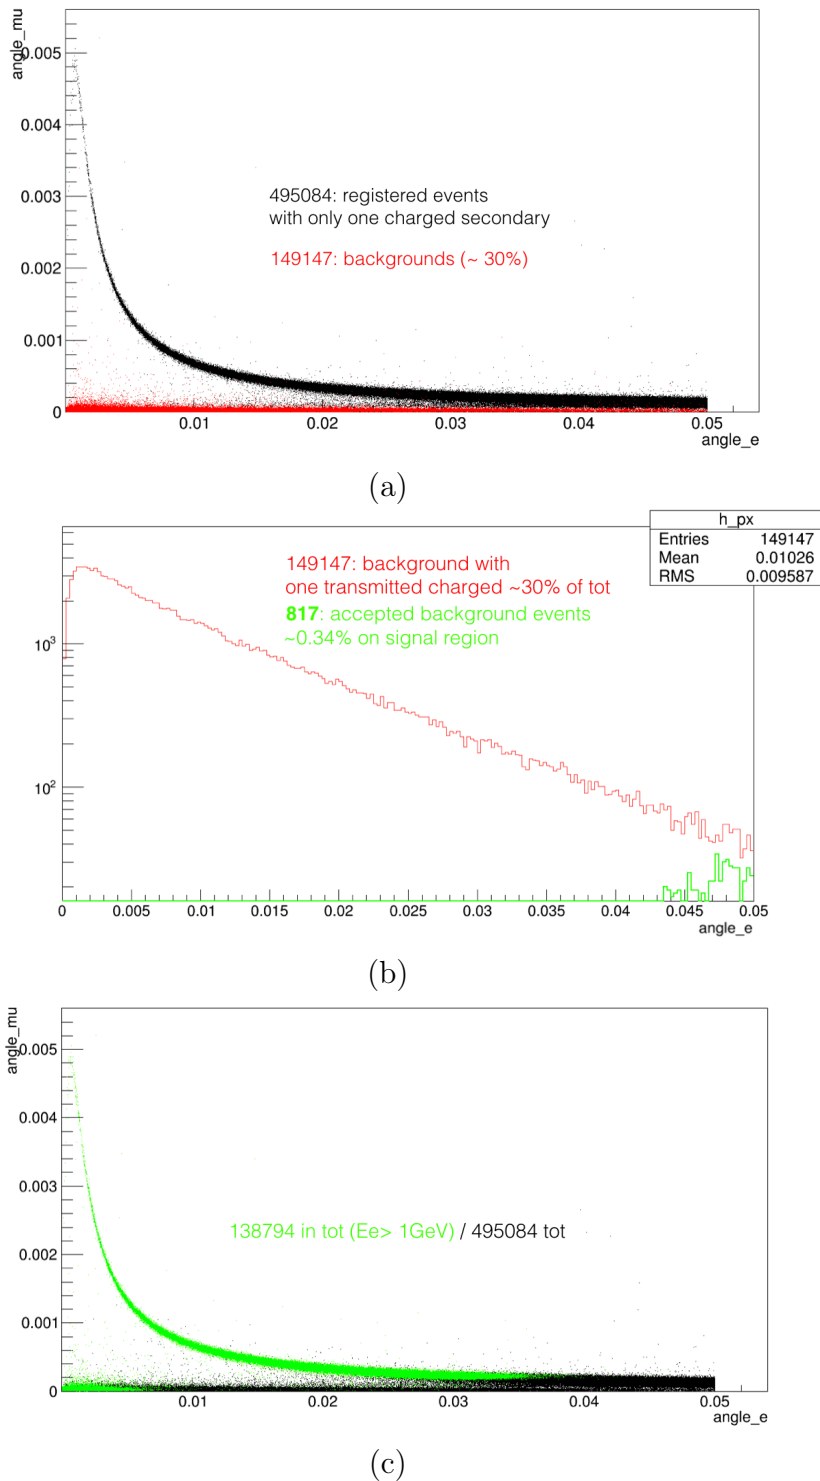 angle_mu
0.005
0.004
495084: registered events
0.003
with only one charged secondary
149147: backgrounds (~ 30%)
0.002
0.001
0
0.01 0.02 0.03 0.04 0.05
angle_e
(a)
h_px
Entries 149147
Mean 0.01026
RMS 0.009587
149147: background with
one transmitted charged ~30% of tot
817: accepted background events
~0.34% on signal region
10³
10²
0 0.005 0.01 0.015 0.02 0.025 0.03 0.035 0.04 0.045 0.05
angle_e
(b)
angle_mu
0.005
0.004
0.003
138794 in tot (Ee> 1GeV) / 495084 tot
0.002
0.001
0
0.01 0.02 0.03 0.04 0.05
angle_e
(c)